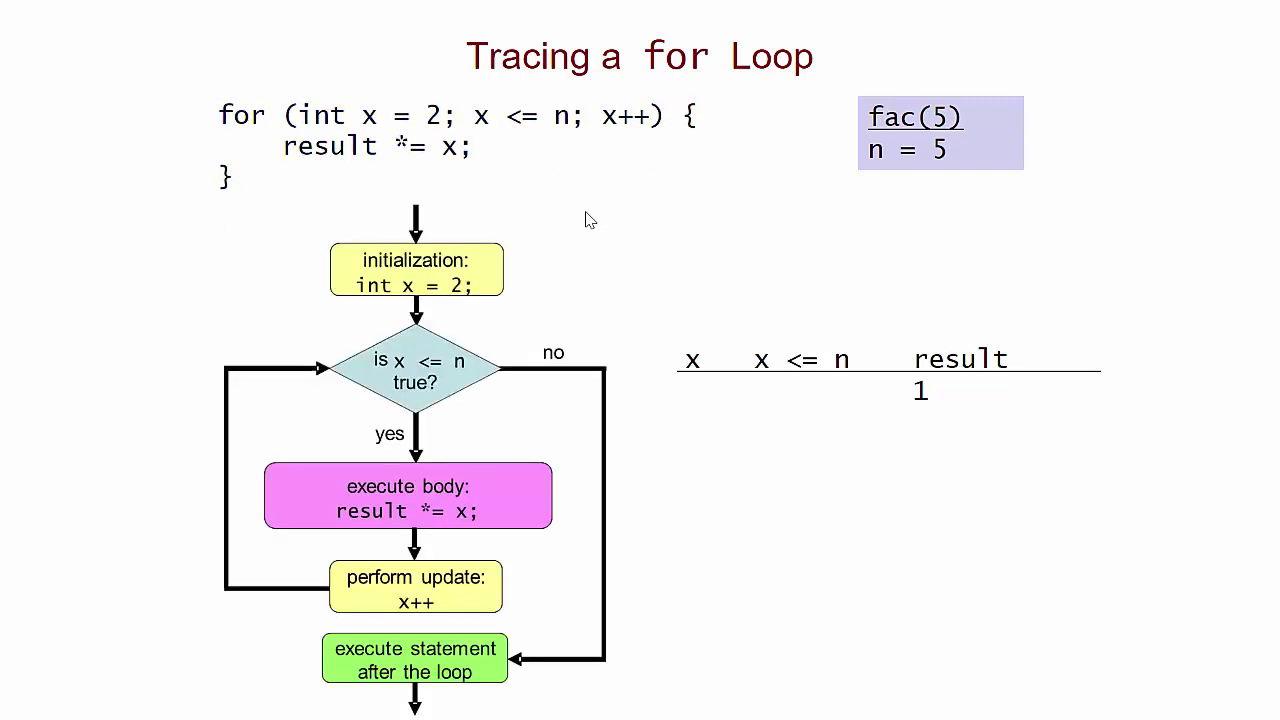 Tracing a for Loop
for (int x = 2; x <= n; x++) {
    result *= x;
}
fac(5)
n = 5
initialization:
int x = 2;
is x <= n
true?
no
yes
execute body:
result *= x;
perform update:
x++
execute statement
after the loop
x x <= n result
1